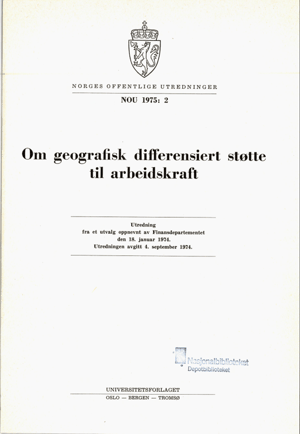 NORGES OFFENTLIGE UTREDNINGER
NOU 1975: 2
Om geografisk differensiert støtte
til arbeidskraft
Utredning
fra et utvalg oppnevnt av Finansdepartementet
den 18. januar 1974.
Utredningen avgitt 4. september 1974.
Nasjonalbiblioteket
Depotbiblioteket
UNIVERSITETSFORLAGET
OSLO — BERGEN — TROMSØ